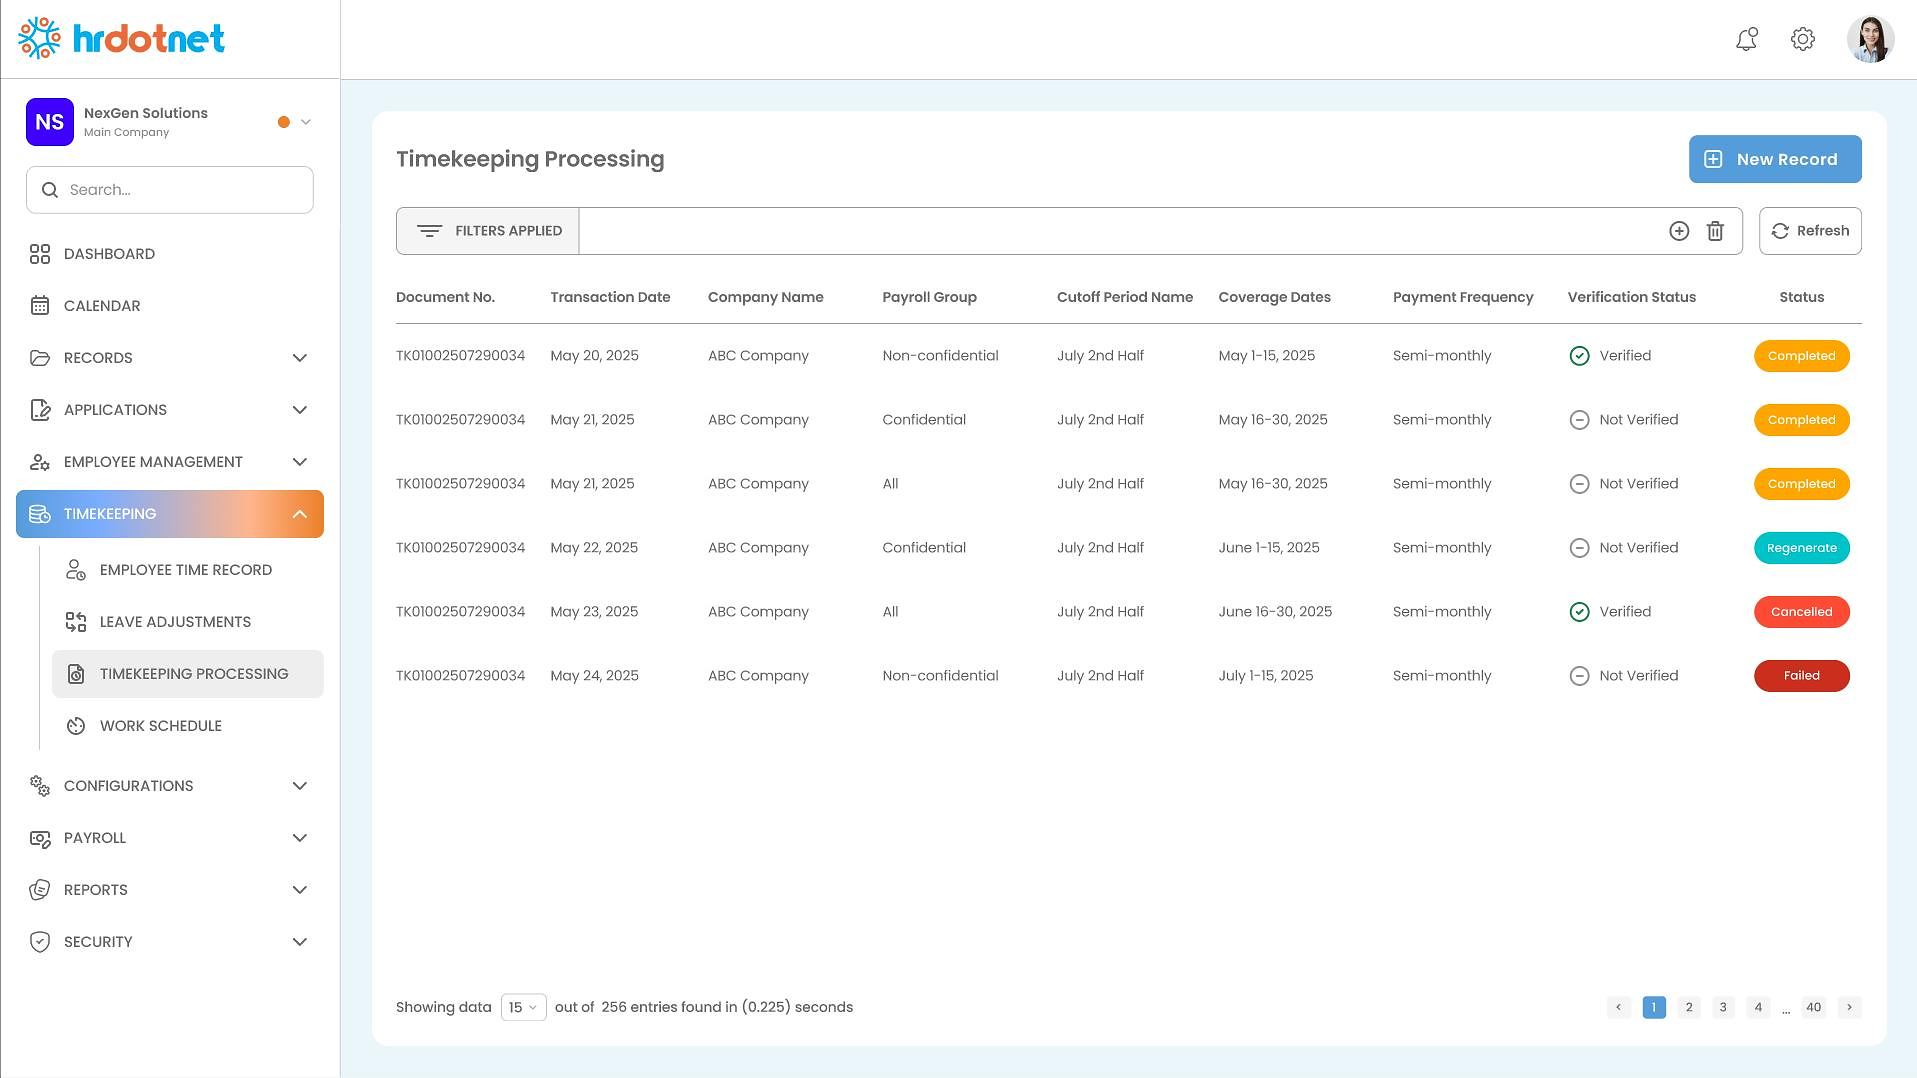 hrdotnet
NS
NexGen Solutions
Main Company
Search...
DASHBOARD
CALENDAR
RECORDS
APPLICATIONS
EMPLOYEE MANAGEMENT
TIMEKEEPING
EMPLOYEE TIME RECORD
LEAVE ADJUSTMENTS
TIMEKEEPING PROCESSING
WORK SCHEDULE
CONFIGURATIONS
PAYROLL
REPORTS
SECURITY
Timekeeping Processing
New Record
FILTERS APPLIED
Refresh
Document No. Transaction Date Company Name Payroll Group Cutoff Period Name Coverage Dates Payment Frequency Verification Status Status
TK01002507290034 May 20, 2025 ABC Company Non-confidential July 2nd Half May 1-15, 2025 Semi-monthly Verified Completed
TK01002507290034 May 21, 2025 ABC Company Confidential July 2nd Half May 16-30, 2025 Semi-monthly Not Verified Completed
TK01002507290034 May 21, 2025 ABC Company All July 2nd Half May 16-30, 2025 Semi-monthly Not Verified Completed
TK01002507290034 May 22, 2025 ABC Company Confidential July 2nd Half June 1-15, 2025 Semi-monthly Not Verified Regenerate
TK01002507290034 May 23, 2025 ABC Company All July 2nd Half June 16-30, 2025 Semi-monthly Verified Cancelled
TK01002507290034 May 24, 2025 ABC Company Non-confidential July 2nd Half July 1-15, 2025 Semi-monthly Not Verified Failed
Showing data 15 out of 256 entries found in (0.225) seconds
< 1 2 3 4 ... 40 >